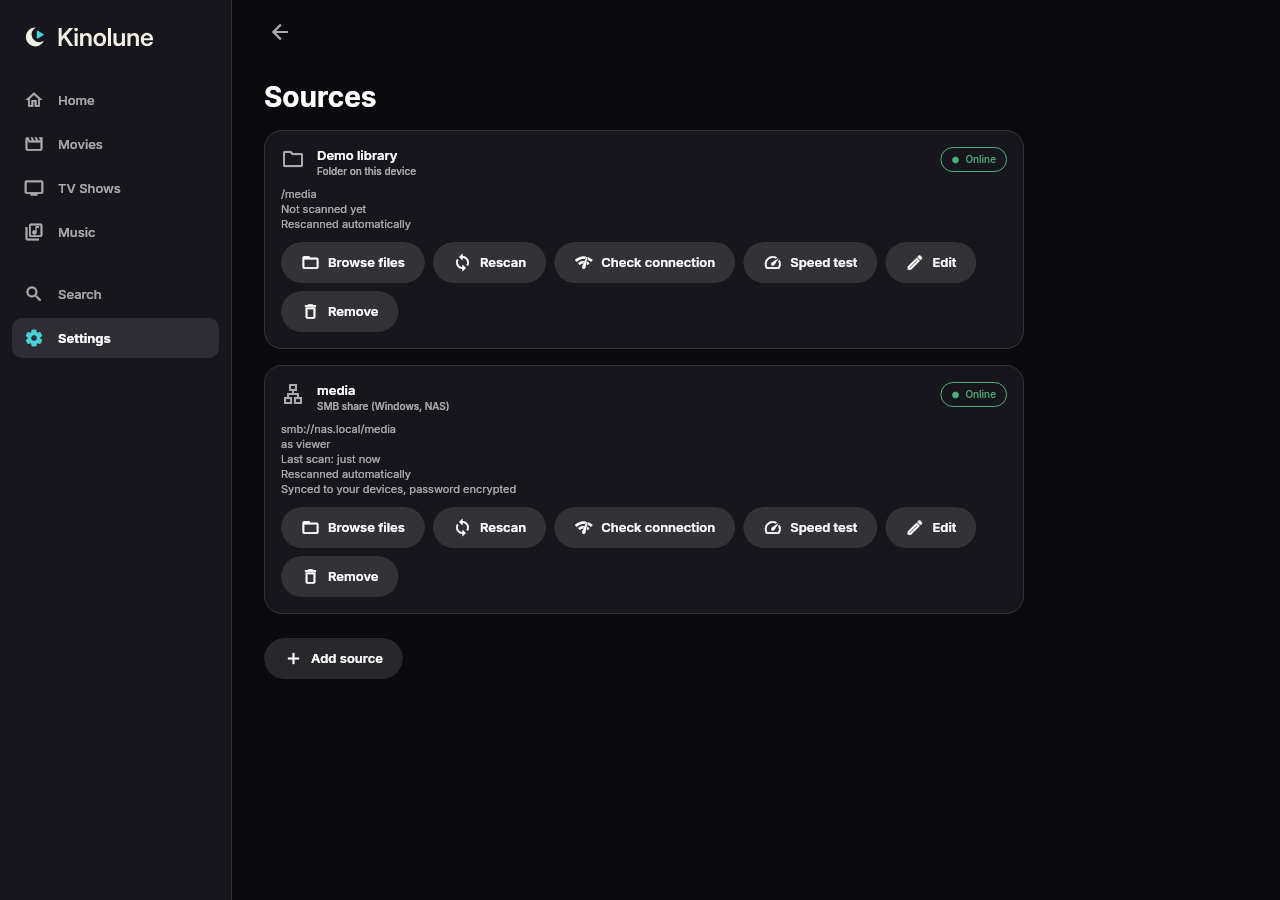 Kinolune
Home
Movies
TV Shows
Music
Search
Settings
Sources
Demo library
Folder on this device
Online
/media
Not scanned yet
Rescanned automatically
Browse files
Rescan
Check connection
Speed test
Edit
Remove
media
SMB share (Windows, NAS)
Online
smb://nas.local/media
as viewer
Last scan: just now
Rescanned automatically
Synced to your devices, password encrypted
Browse files
Rescan
Check connection
Speed test
Edit
Remove
Add source